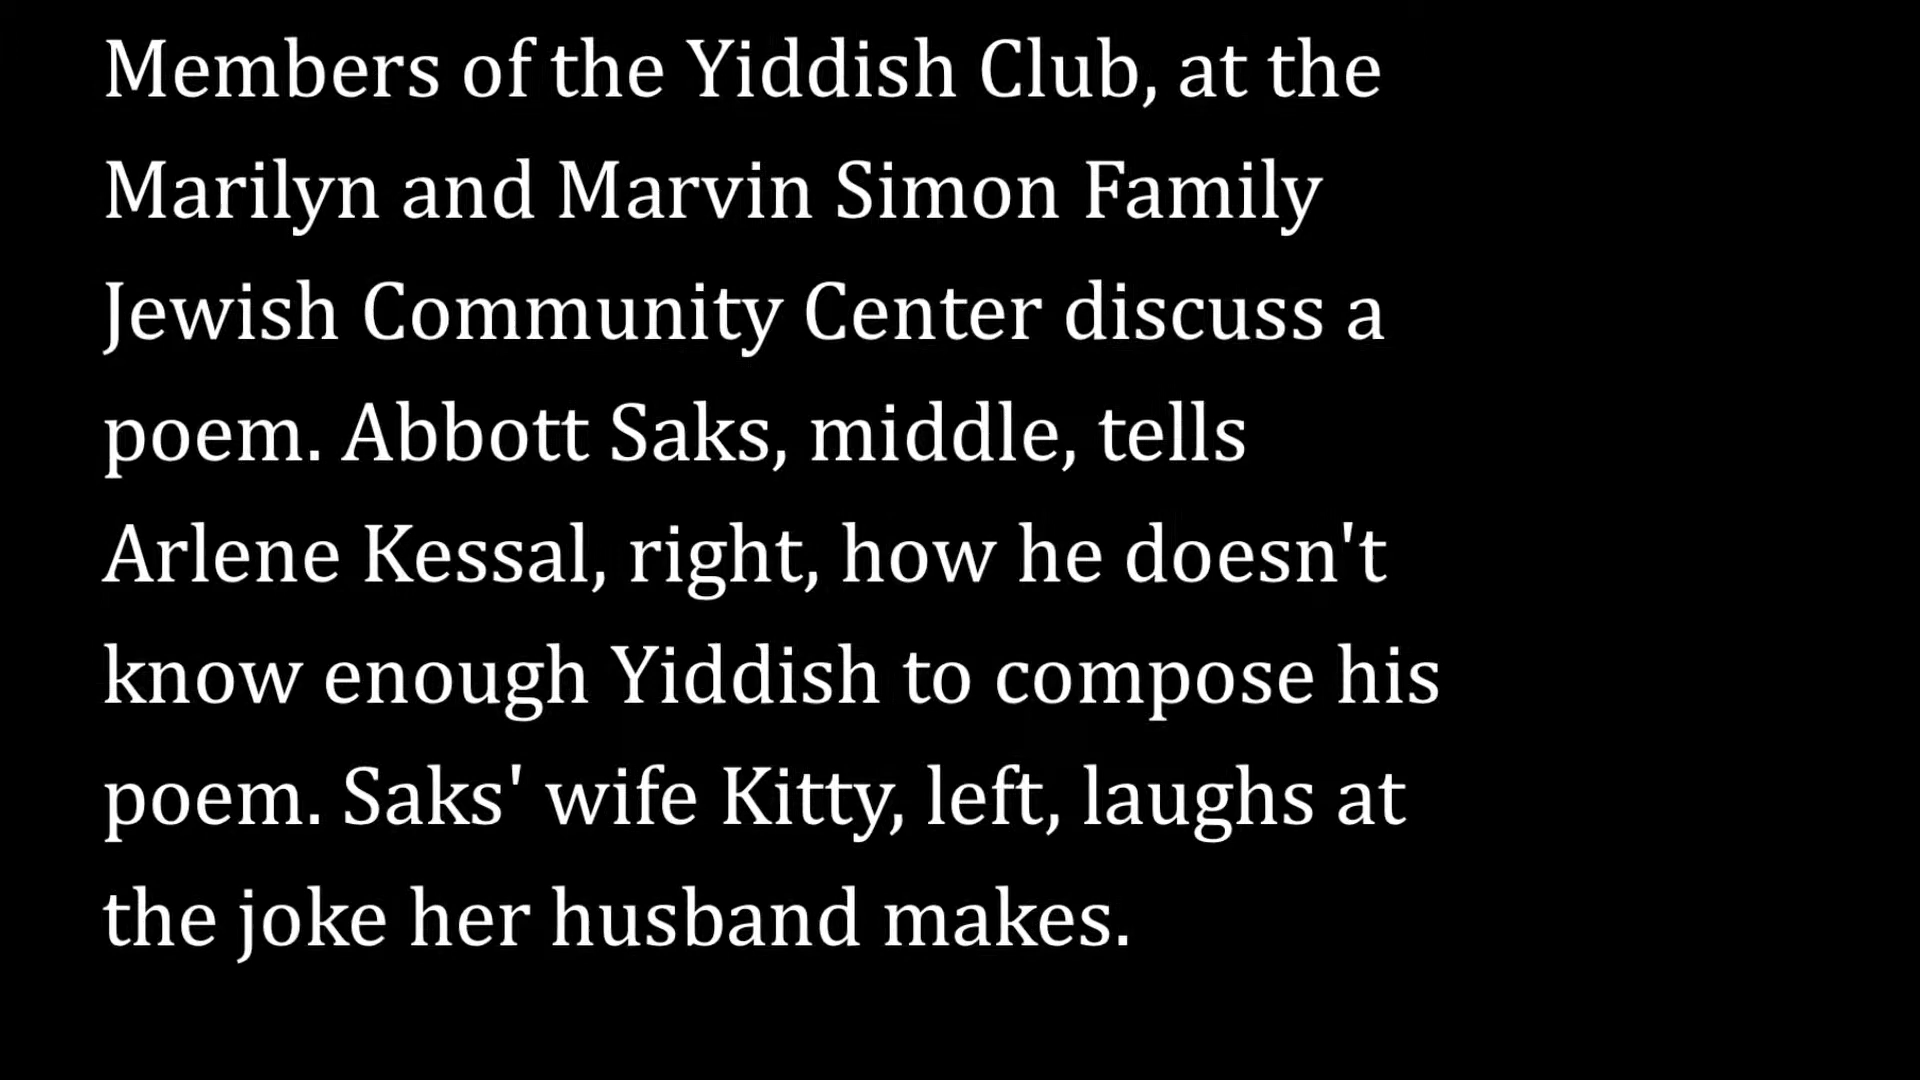 Members of the Yiddish Club, at the
Marilyn and Marvin Simon Family
Jewish Community Center discuss a
poem. Abbott Saks, middle, tells
Arlene Kessal, right, how he doesn't
know enough Yiddish to compose his
poem. Saks' wife Kitty, left, laughs at
the joke her husband makes.